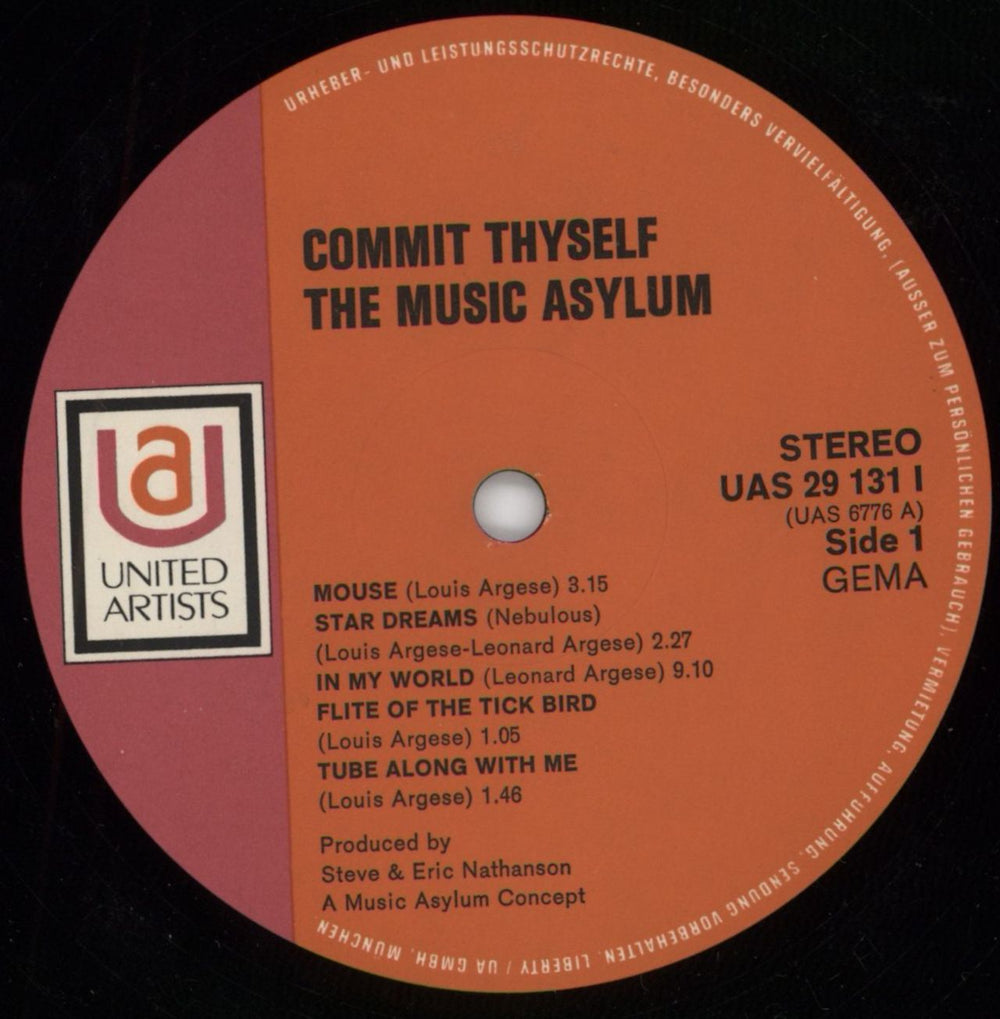 URHEBER- UND LEISTUNGSSCHUTZRECHTE, BESONDERS VERVIELFÄLTIGUNG, (AUSSER ZUM PERSÖNLICHEN GEBRAUCH), VERMIETUNG, AUFFÜHRUNG, SENDUNG VORBEHALTEN. LIBERTY / UA GMBH, MÜNCHEN
COMMIT THYSELF
THE MUSIC ASYLUM
ua
UNITED
ARTISTS
STEREO
UAS 29 131 I
(UAS 6776 A)
Side 1
GEMA
MOUSE (Louis Argese) 3.15
STAR DREAMS (Nebulous)
(Louis Argese-Leonard Argese) 2.27
IN MY WORLD (Leonard Argese) 9.10
FLITE OF THE TICK BIRD
(Louis Argese) 1.05
TUBE ALONG WITH ME
(Louis Argese) 1.46
Produced by
Steve & Eric Nathanson
A Music Asylum Concept